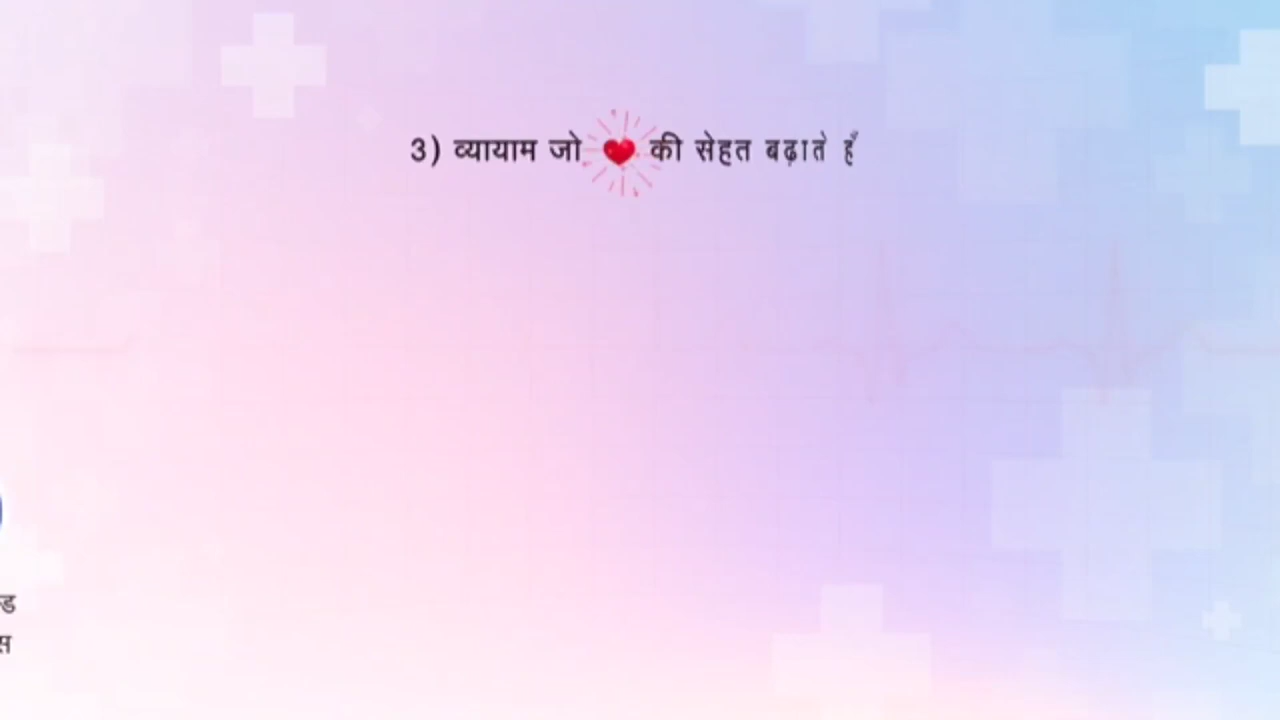 3) व्यायाम जो ❤️ की सेहत बढ़ाते हैं